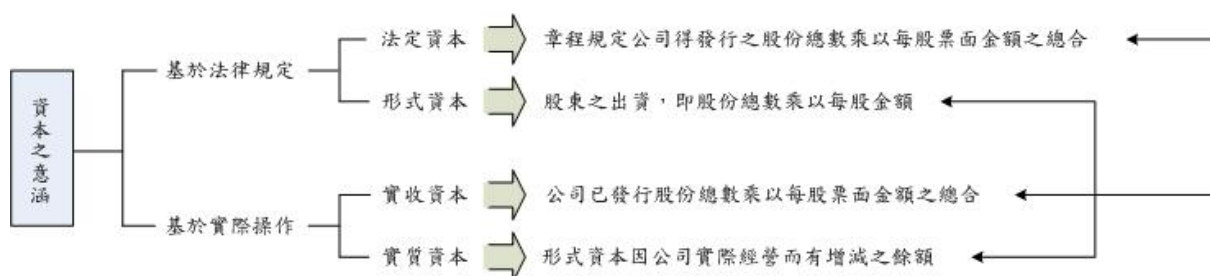 資本之意涵
基於法律規定
法定資本
章程規定公司得發行之股份總數乘以每股票面金額之總合
形式資本
股東之出資，即股份總數乘以每股金額
基於實際操作
實收資本
公司已發行股份總數乘以每股票面金額之總合
實質資本
形式資本因公司實際經營而有增減之餘額